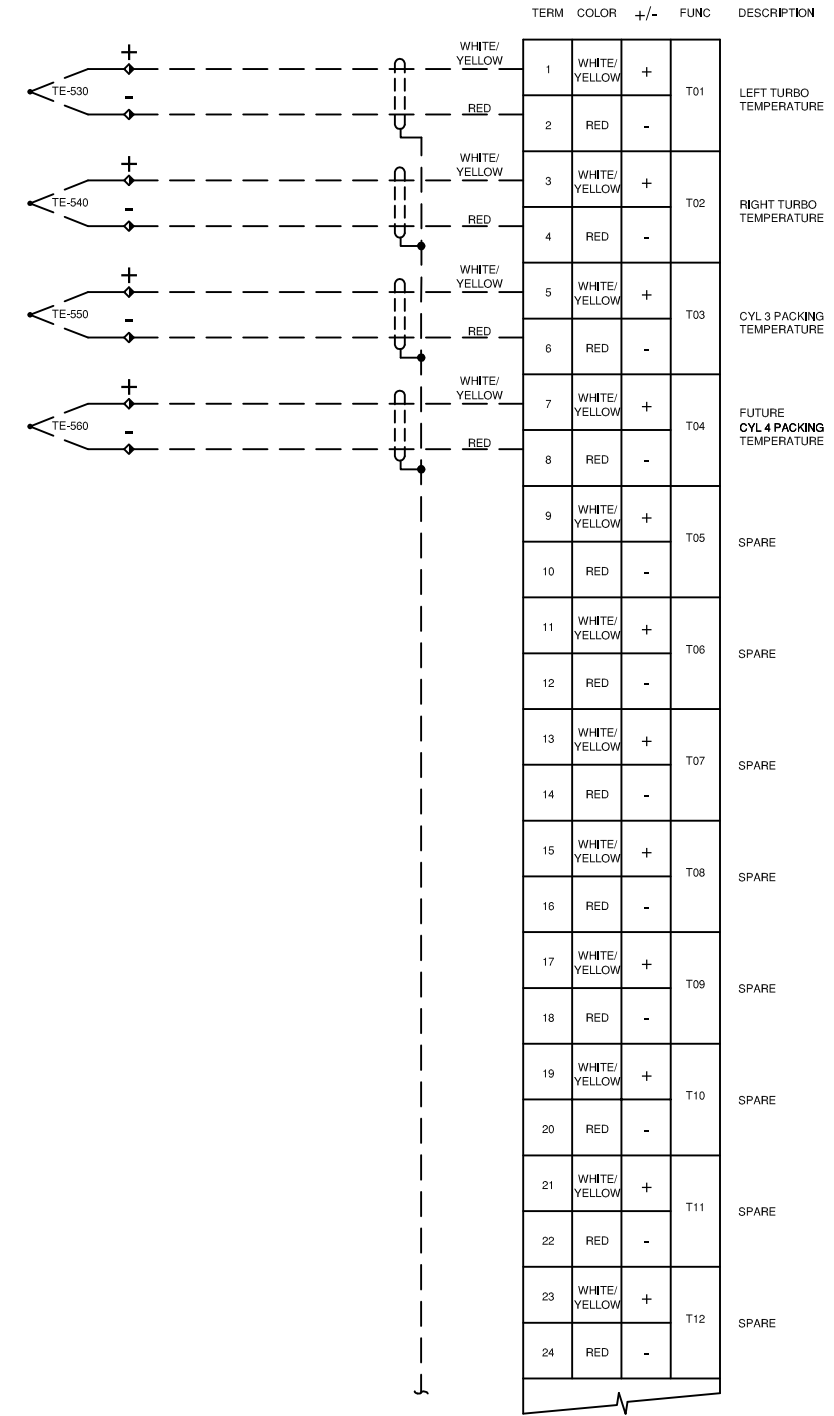 TERM COLOR +/- FUNC DESCRIPTION
+ WHITE/
YELLOW 1 WHITE/
YELLOW +
TE-530 T01 LEFT TURBO
TEMPERATURE
- RED 2 RED -
+ WHITE/
YELLOW 3 WHITE/
YELLOW +
TE-540 T02 RIGHT TURBO
TEMPERATURE
- RED 4 RED -
+ WHITE/
YELLOW 5 WHITE/
YELLOW +
TE-550 T03 CYL 3 PACKING
TEMPERATURE
- RED 6 RED -
+ WHITE/
YELLOW 7 WHITE/
YELLOW +
TE-560 T04 FUTURE
CYL 4 PACKING
TEMPERATURE
- RED 8 RED -
9 WHITE/
YELLOW +
T05 SPARE
10 RED -
11 WHITE/
YELLOW +
T06 SPARE
12 RED -
13 WHITE/
YELLOW +
T07 SPARE
14 RED -
15 WHITE/
YELLOW +
T08 SPARE
16 RED -
17 WHITE/
YELLOW +
T09 SPARE
18 RED -
19 WHITE/
YELLOW +
T10 SPARE
20 RED -
21 WHITE/
YELLOW +
T11 SPARE
22 RED -
23 WHITE/
YELLOW +
T12 SPARE
24 RED -